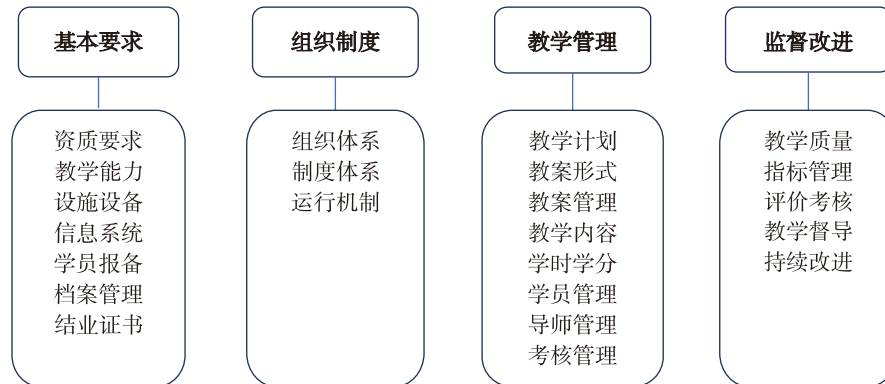 基本要求
资质要求
教学能力
设施设备
信息系统
学员报备
档案管理
结业证书
组织制度
组织体系
制度体系
运行机制
教学管理
教学计划
教案形式
教案管理
教学内容
学时学分
学员管理
导师管理
考核管理
监督改进
教学质量
指标管理
评价考核
教学督导
持续改进